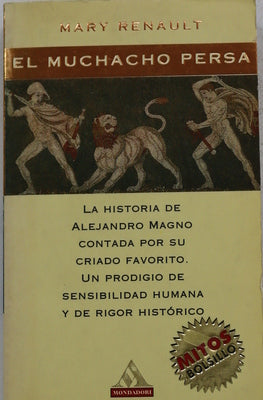 MARY RENAULT
EL MUCHACHO PERSA
LA HISTORIA DE
ALEJANDRO MAGNO
CONTADA POR SU
CRIADO FAVORITO.
UN PRODIGIO DE
SENSIBILIDAD HUMANA
Y DE RIGOR HISTÓRICO
MITOS
BOLSILLO
MONDADORI